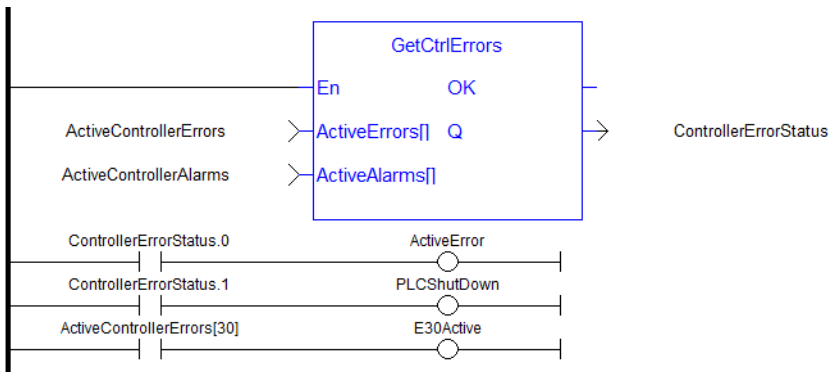 GetCtrlErrors
En OK
ActiveControllerErrors ActiveErrors[] Q ControllerErrorStatus
ActiveControllerAlarms ActiveAlarms[]
ControllerErrorStatus.0 ActiveError
ControllerErrorStatus.1 PLCShutDown
ActiveControllerErrors[30] E30Active